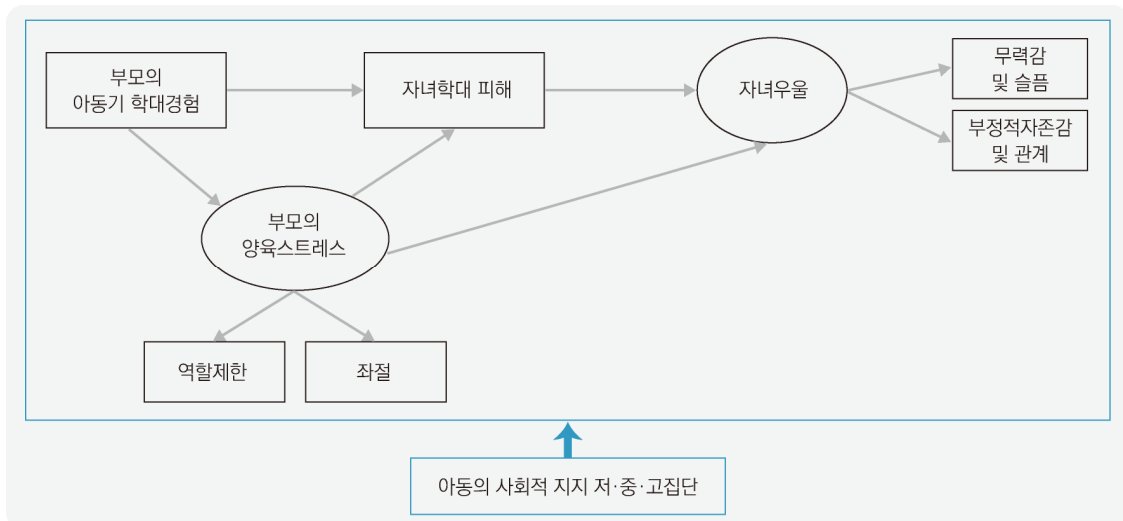 부모의
아동기 학대경험
자녀학대 피해
자녀우울
무력감
및 슬픔
부정적자존감
및 관계
부모의
양육스트레스
역할제한
좌절
아동의 사회적 지지 저·중·고집단